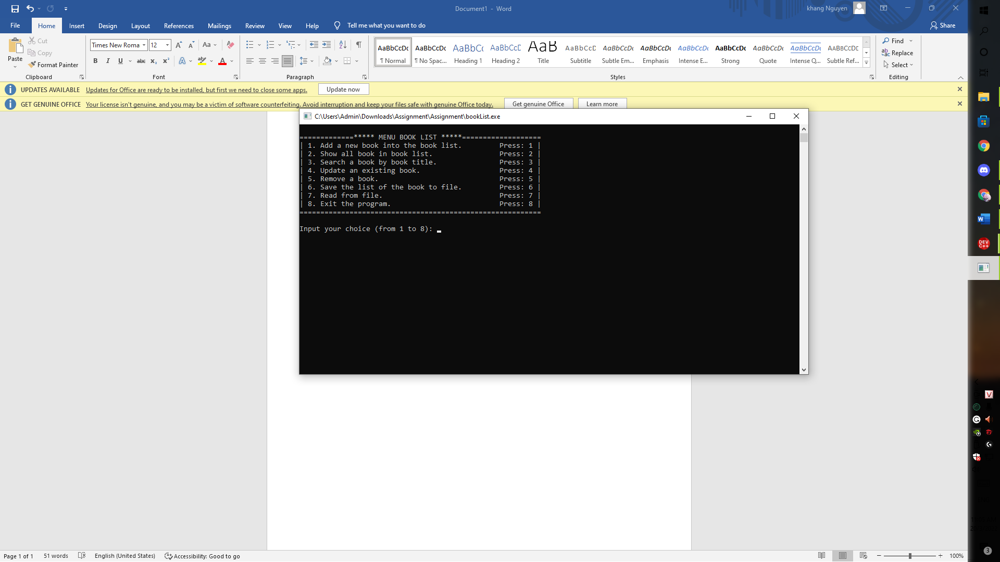 Document1 - Word
khang Nguyen
File Home Insert Design Layout References Mailings Review View Help Tell me what you want to do Share
Paste
Cut
Copy
Format Painter
Clipboard
Times New Roma 12
Font
Paragraph
AaBbCcDc AaBbCcDc AaBbCc AaBbCcE AaB AaBbCcD AaBbCcDc AaBbCcDc AaBbCcDc AaBbCcDc AaBbCcDc AaBbCcDc AaBbCcDE
¶ Normal ¶ No Spac... Heading 1 Heading 2 Title Subtitle Subtle Em... Emphasis Intense E... Strong Quote Intense Q... Subtle Ref...
Styles
Find
Replace
Select
Editing
UPDATES AVAILABLE Updates for Office are ready to be installed, but first we need to close some apps. Update now
GET GENUINE OFFICE Your license isn't genuine, and you may be a victim of software counterfeiting. Avoid interruption and keep your files safe with genuine Office today. Get genuine Office Learn more
C:\Users\Admin\Downloads\Assignment\Assignment\bookList.exe
=============***** MENU BOOK LIST *****===================
| 1. Add a new book into the book list. Press: 1 |
| 2. Show all book in book list. Press: 2 |
| 3. Search a book by book title. Press: 3 |
| 4. Update an existing book. Press: 4 |
| 5. Remove a book. Press: 5 |
| 6. Save the list of the book to file. Press: 6 |
| 7. Read from file. Press: 7 |
| 8. Exit the program. Press: 8 |
==========================================================
Input your choice (from 1 to 8):
DEV C++
Page 1 of 1 51 words English (United States) Accessibility: Good to go
100%
3